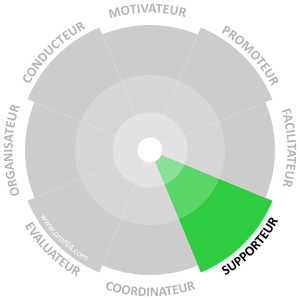 MOTIVATEUR
PROMOTEUR
FACILITATEUR
SUPPORTEUR
COORDINATEUR
EVALUATEUR
www.profil4.com
ORGANISATEUR
CONDUCTEUR